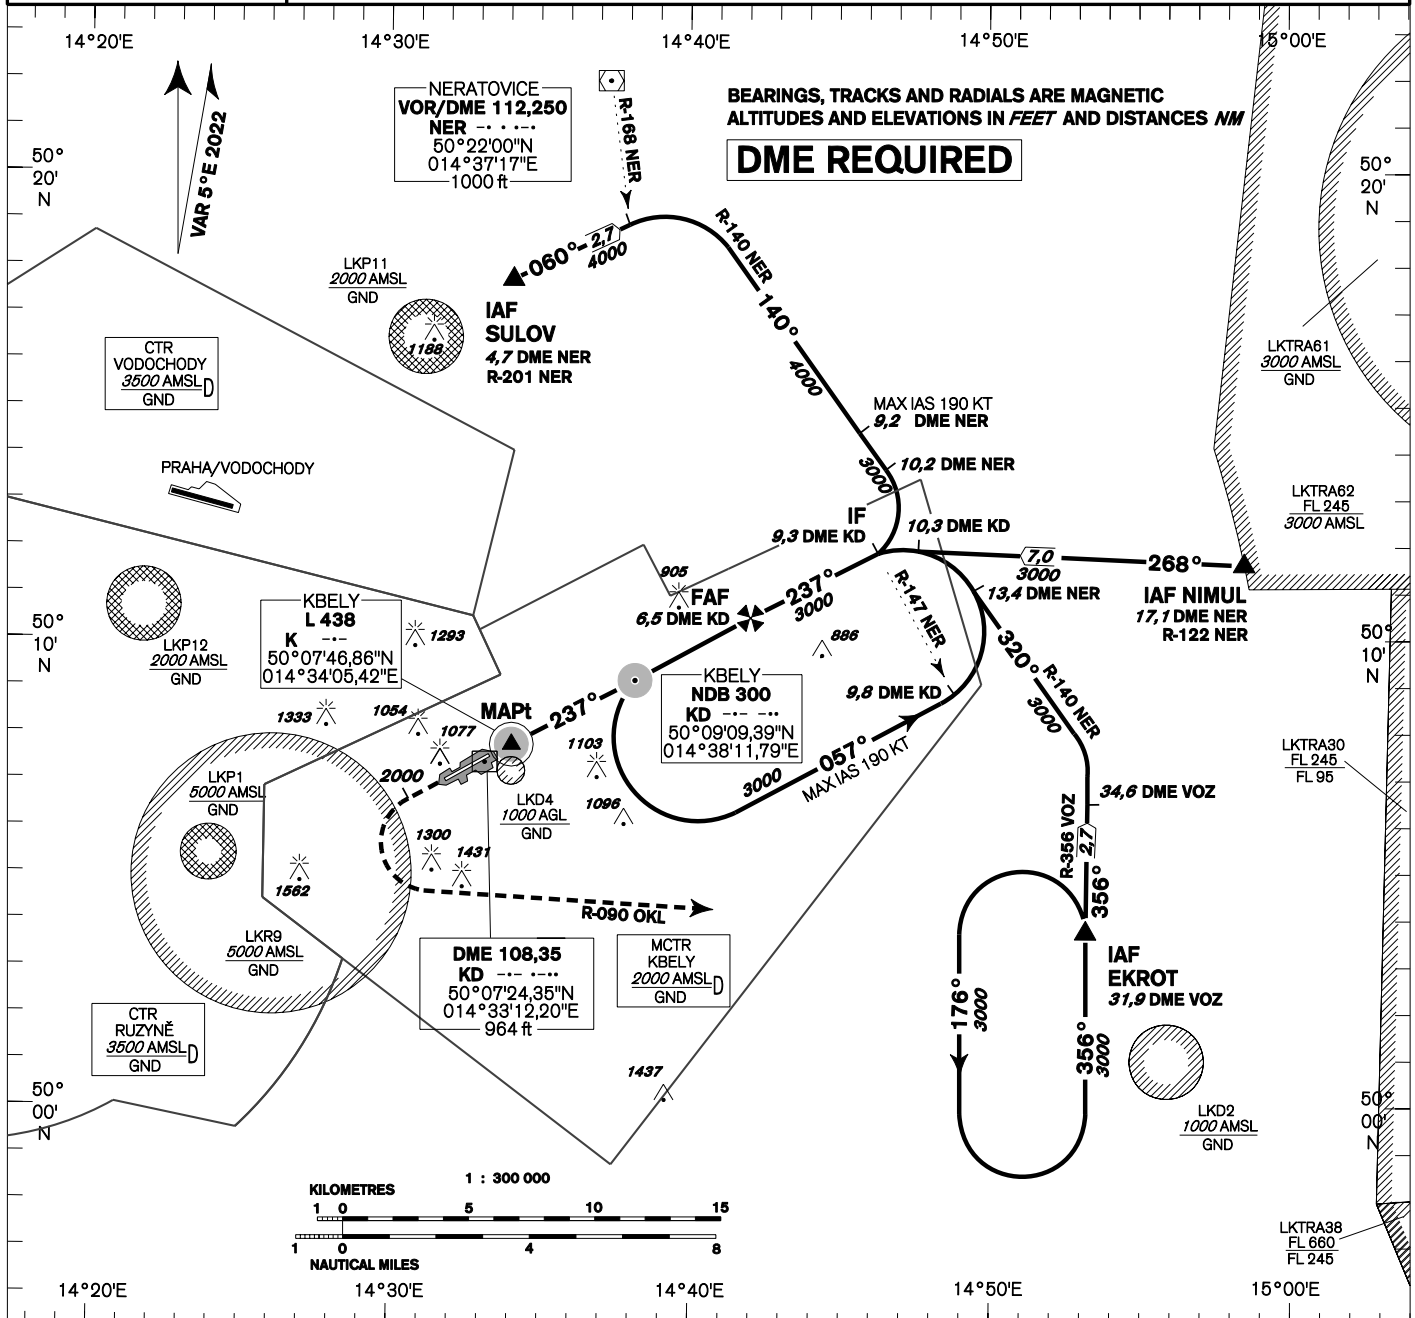 14°20'E
14°30'E
14°40'E
14°50'E
15°00'E
VAR 5°E 2022
NERATOVICE
VOR/DME 112,250
NER
50°22'00"N
014°37'17"E
1000 ft
R-168 NER
BEARINGS, TRACKS AND RADIALS ARE MAGNETIC
ALTITUDES AND ELEVATIONS IN FEET AND DISTANCES NM
DME REQUIRED
50°
20'
N
50°
20'
N
060°
2,7
4000
R-140 NER
140°
4000
3000
LKP11
2000 AMSL
GND
1188
IAF
SULOV
4,7 DME NER
R-201 NER
CTR
VODOCHODY
3500 AMSL
D
GND
LKTRA61
3000 AMSL
GND
MAX IAS 190 KT
9,2 DME NER
10,2 DME NER
PRAHA/VODOCHODY
LKTRA62
FL 245
3000 AMSL
IF
9,3 DME KD
10,3 DME KD
7,0
3000
268°
IAF NIMUL
17,1 DME NER
R-122 NER
905
FAF
6,5 DME KD
237°
3000
R-147 NER
13,4 DME NER
KBELY
L 438
K
50°07'46,86"N
014°34'05,42"E
1293
LKP12
2000 AMSL
GND
886
320°
3000
R-140 NER
50°
10'
N
50°
10'
N
KBELY
NDB 300
KD
50°09'09,39"N
014°38'11,79"E
9,8 DME KD
MAPt
237°
1333
1054
1077
1103
057°
3000
MAX IAS 190 KT
LKP1
5000 AMSL
GND
2000
LKD4
1000 AGL
GND
1096
LKTRA30
FL 245
FL 95
34,6 DME VOZ
R-356 VOZ
2,7
356°
1300
1431
1562
R-090 OKL
LKR9
5000 AMSL
GND
DME 108,35
KD
50°07'24,35"N
014°33'12,20"E
964 ft
MCTR
KBELY
2000 AMSL
D
GND
IAF
EKROT
31,9 DME VOZ
176°
3000
356°
3000
CTR
RUZYNĚ
3500 AMSL
D
GND
1437
50°
00'
N
50°
00'
N
LKD2
1000 AMSL
GND
1 : 300 000
KILOMETRES
1 0 5 10 15
1 0 4 8
NAUTICAL MILES
LKTRA38
FL 660
FL 245
14°20'E
14°30'E
14°40'E
14°50'E
15°00'E